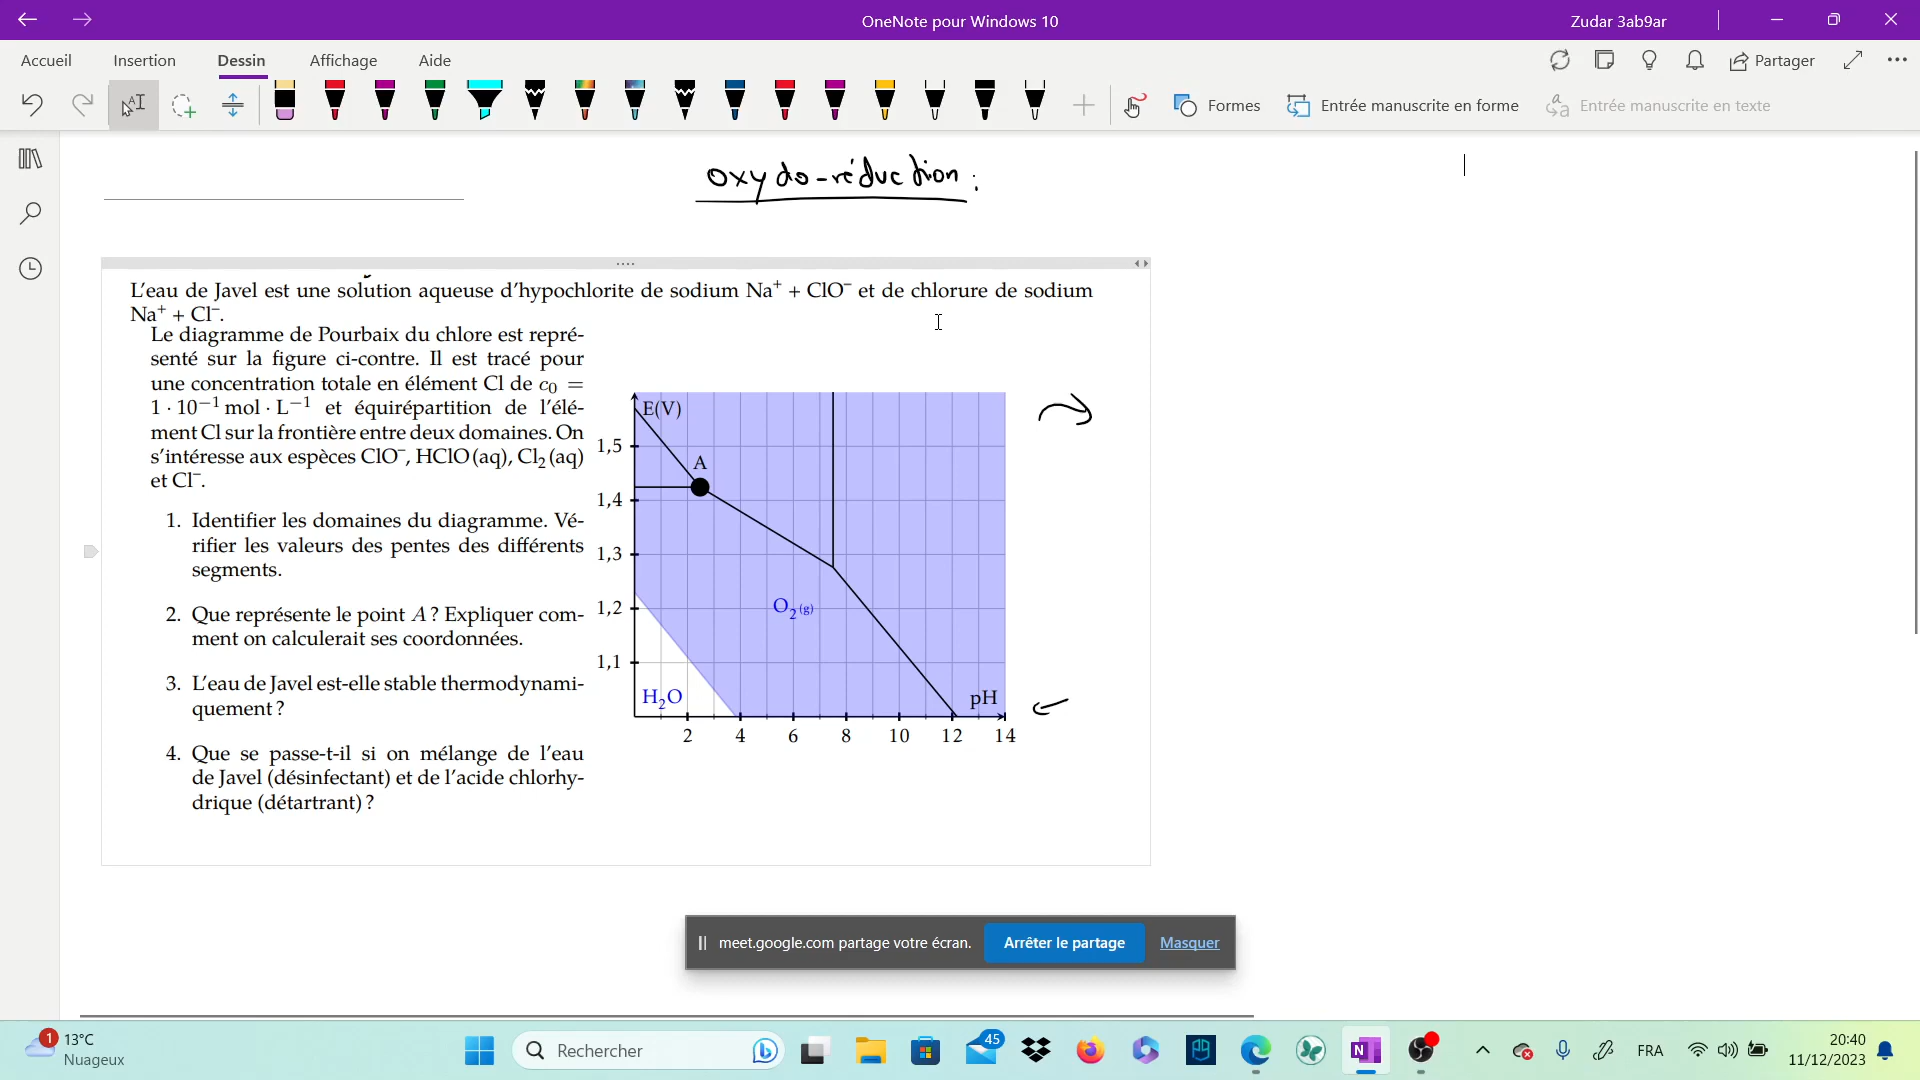 OneNote pour Windows 10
Zudar 3ab9ar
Accueil
Insertion
Dessin
Affichage
Aide
Partager
Formes
Entrée manuscrite en forme
Entrée manuscrite en texte
oxydo-réduction :
L'eau de Javel est une solution aqueuse d'hypochlorite de sodium Na⁺ + ClO⁻ et de chlorure de sodium
Na⁺ + Cl⁻.
Le diagramme de Pourbaix du chlore est repré-
senté sur la figure ci-contre. Il est tracé pour
une concentration totale en élément Cl de c₀ =
1 · 10⁻¹ mol · L⁻¹ et équirépartition de l'élé-
ment Cl sur la frontière entre deux domaines. On
s'intéresse aux espèces ClO⁻, HClO (aq), Cl₂ (aq)
et Cl⁻.
1. Identifier les domaines du diagramme. Vé-
rifier les valeurs des pentes des différents
segments.
2. Que représente le point A ? Expliquer com-
ment on calculerait ses coordonnées.
3. L'eau de Javel est-elle stable thermodynami-
quement ?
4. Que se passe-t-il si on mélange de l'eau
de Javel (désinfectant) et de l'acide chlorhy-
drique (détartrant) ?
E(V)
1,5
A
1,4
1,3
O₂(g)
1,2
1,1
H₂O
pH
2 4 6 8 10 12 14
meet.google.com partage votre écran.
Arrêter le partage
Masquer
1
13°C
Nuageux
Rechercher
45
FRA
20:40
11/12/2023